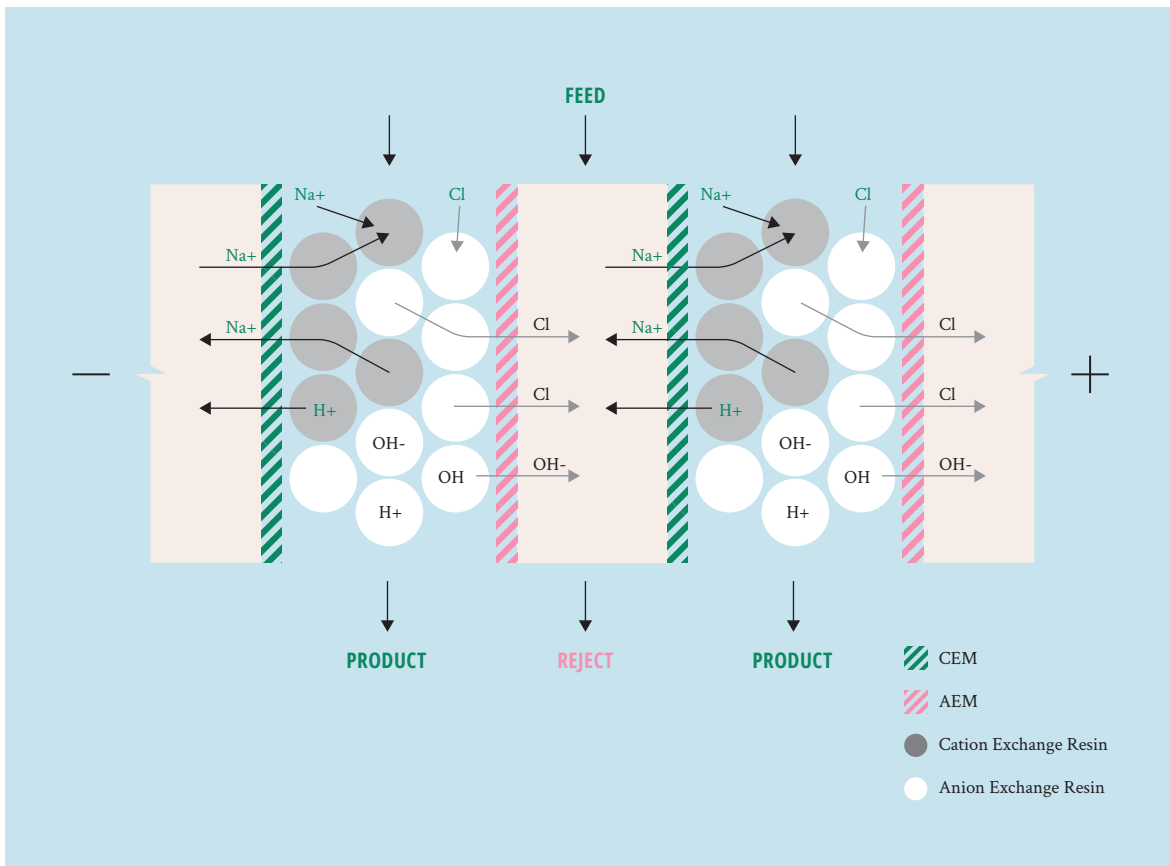 FEED
Na+
Cl
Na+
Cl
Na+
Na+
Na+
Cl
Na+
Cl
—
+
Cl
Cl
H+
H+
OH-
OH-
OH
OH-
OH
OH-
H+
H+
PRODUCT
REJECT
PRODUCT
CEM
AEM
Cation Exchange Resin
Anion Exchange Resin